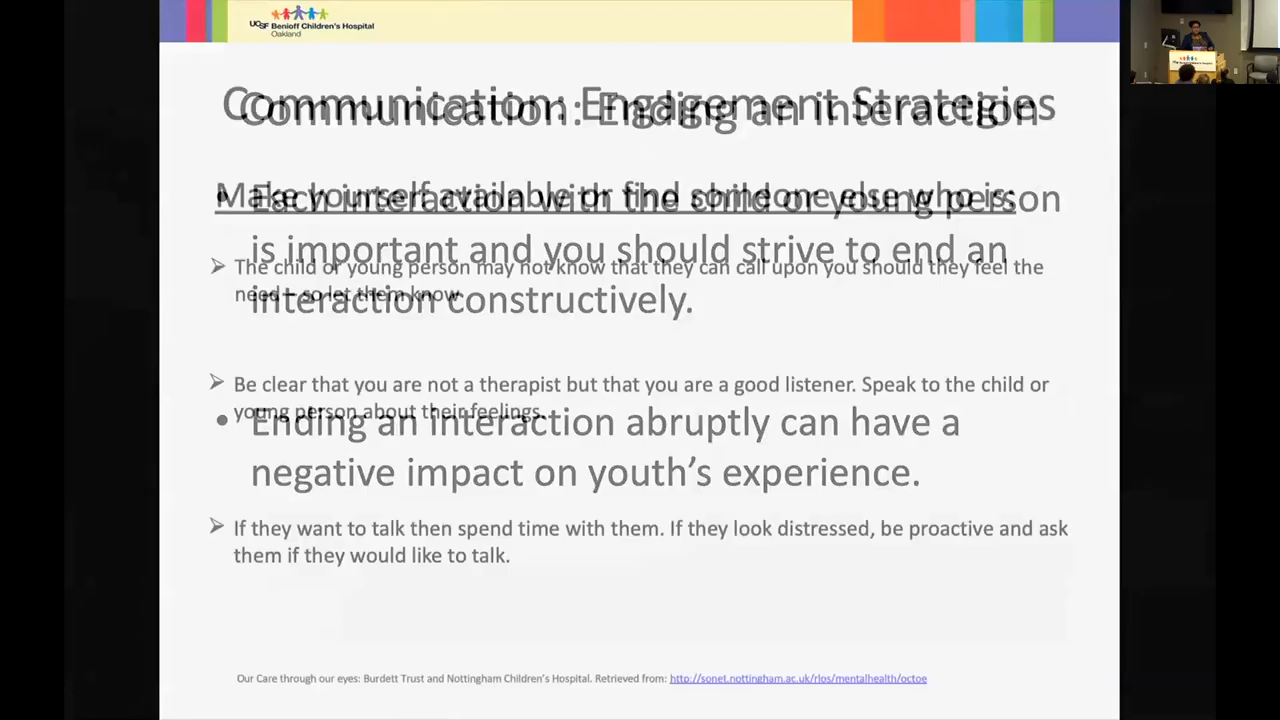 UCSF Benioff Children's Hospital
Oakland
Communication: Engagement Strategies
Communication: Ending an interaction
Make yourself available or find someone else who is:
• Each interaction with the child or young person
is important and you should strive to end an
interaction constructively.
➢ The child or young person may not know that they can call upon you should they feel the
need – so let them know.
➢ Be clear that you are not a therapist but that you are a good listener. Speak to the child or
young person about their feelings.
• Ending an interaction abruptly can have a
negative impact on youth's experience.
➢ If they want to talk then spend time with them. If they look distressed, be proactive and ask
them if they would like to talk.
Our Care through our eyes: Burdett Trust and Nottingham Children's Hospital. Retrieved from: http://sonet.nottingham.ac.uk/rlos/mentalhealth/octoe